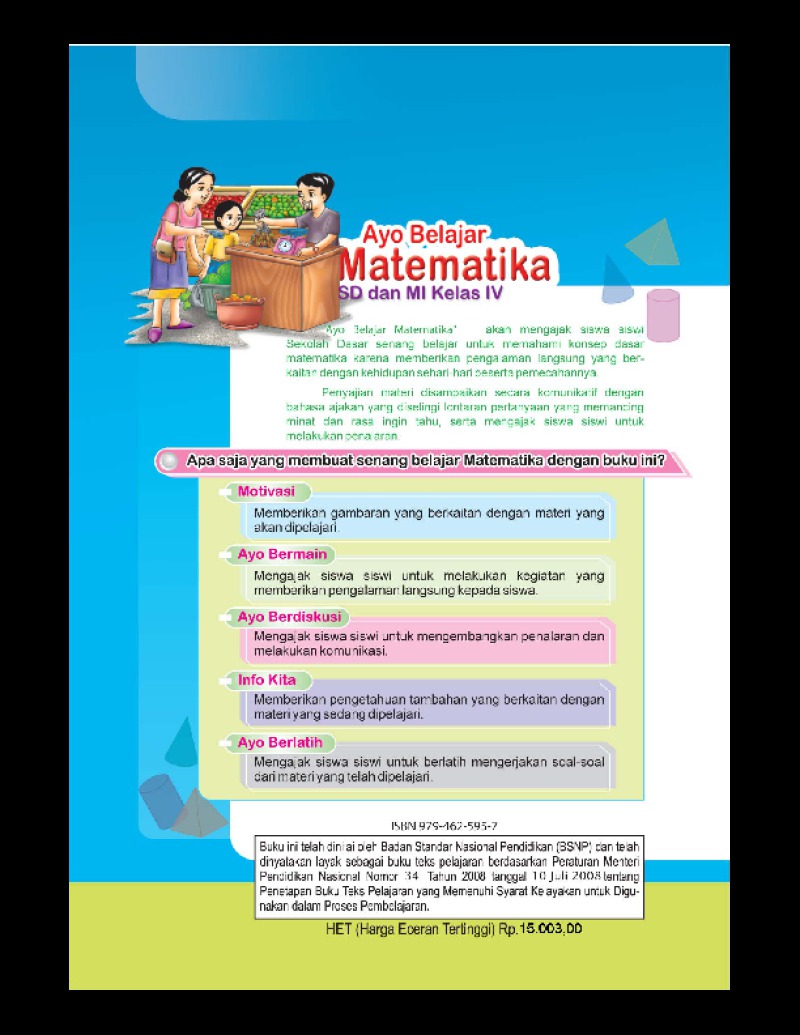 Ayo Belajar
Matematika
SD dan MI Kelas IV
"Ayo Belajar Matematika" akan mengajak siswa siswi
Sekolah Dasar senang belajar untuk memahami konsep dasar
matematika karena memberikan pengalaman langsung yang ber-
kaitan dengan kehidupan sehari-hari beserta pemecahannya.
Penyajian materi disampaikan secara komunikatif dengan
bahasa ajakan yang diselingi lontaran pertanyaan yang memancing
minat dan rasa ingin tahu, serta mengajak siswa siswi untuk
melakukan penalaran.
Apa saja yang membuat senang belajar Matematika dengan buku ini?
Motivasi
Memberikan gambaran yang berkaitan dengan materi yang
akan dipelajari.
Ayo Bermain
Mengajak siswa siswi untuk melakukan kegiatan yang
memberikan pengalaman langsung kepada siswa.
Ayo Berdiskusi
Mengajak siswa siswi untuk mengembangkan penalaran dan
melakukan komunikasi.
Info Kita
Memberikan pengetahuan tambahan yang berkaitan dengan
materi yang sedang dipelajari.
Ayo Berlatih
Mengajak siswa siswi untuk berlatih mengerjakan soal-soal
dari materi yang telah dipelajari.
ISBN 979-462-595-7
Buku ini telah dinilai oleh Badan Standar Nasional Pendidikan (BSNP) dan telah
dinyatakan layak sebagai buku teks pelajaran berdasarkan Peraturan Menteri
Pendidikan Nasional Nomor 34 Tahun 2008 tanggal 10 Juli 2008 tentang
Penetapan Buku Teks Pelajaran yang Memenuhi Syarat Kelayakan untuk Digu-
nakan dalam Proses Pembelajaran.
HET (Harga Eceran Tertinggi) Rp.15.003,00